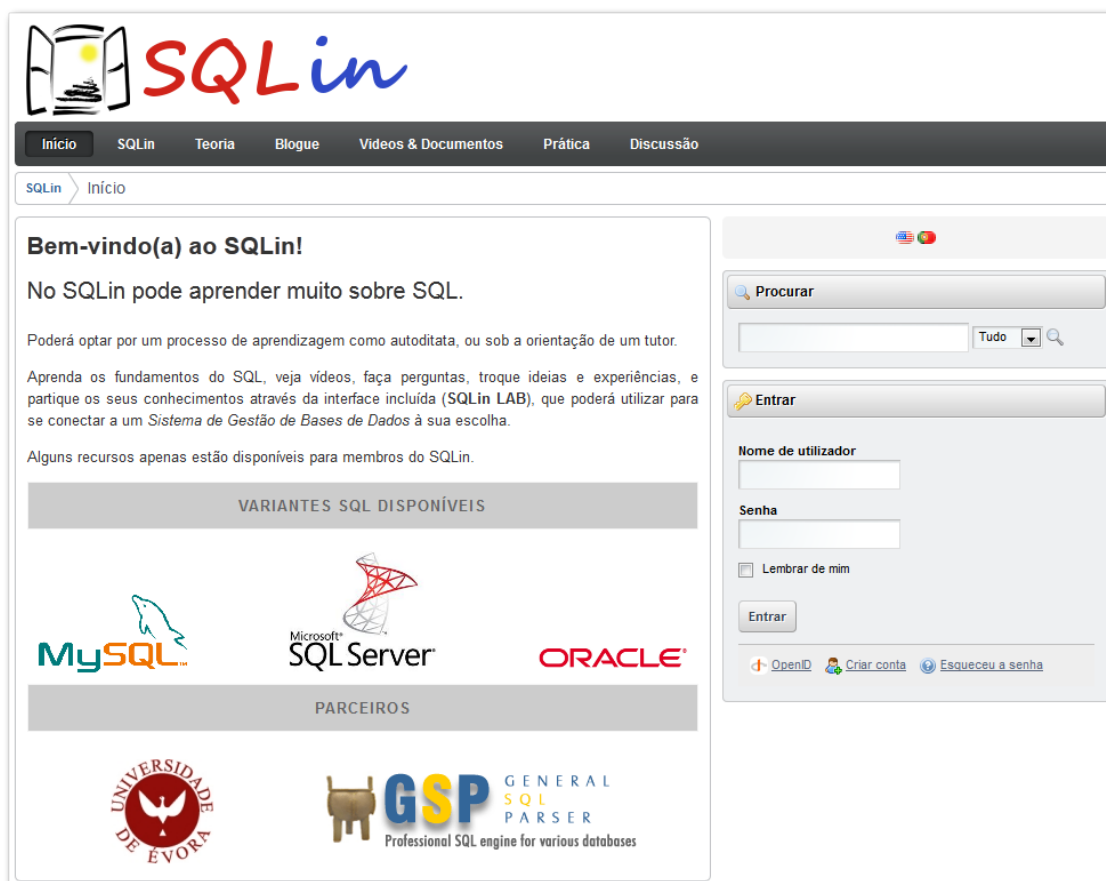 SQLin
Início SQLin Teoria Blogue Videos & Documentos Prática Discussão
SQLin Início
Bem-vindo(a) ao SQLin!
No SQLin pode aprender muito sobre SQL.
Poderá optar por um processo de aprendizagem como autoditata, ou sob a orientação de um tutor.
Aprenda os fundamentos do SQL, veja vídeos, faça perguntas, troque ideias e experiências, e
partique os seus conhecimentos através da interface incluída (SQLin LAB), que poderá utilizar para
se conectar a um Sistema de Gestão de Bases de Dados à sua escolha.
Alguns recursos apenas estão disponíveis para membros do SQLin.
VARIANTES SQL DISPONÍVEIS
MySQL™
Microsoft®
SQL Server®
ORACLE®
PARCEIROS
UNIVERSIDADE
DE ÉVORA
GSP
GENERAL
SQL
PARSER
Professional SQL engine for various databases
Procurar
Tudo
Entrar
Nome de utilizador
Senha
Lembrar de mim
Entrar
OpenID Criar conta Esqueceu a senha